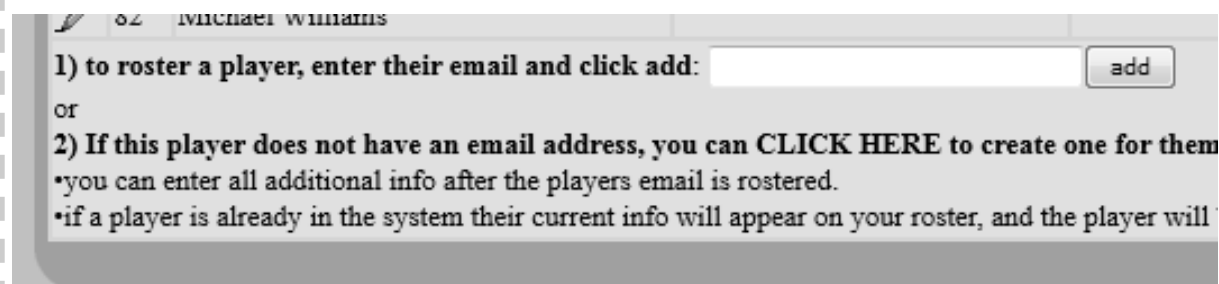 82 Michael Williams
1) to roster a player, enter their email and click add: add
or
2) If this player does not have an email address, you can CLICK HERE to create one for them
•you can enter all additional info after the players email is rostered.
•if a player is already in the system their current info will appear on your roster, and the player will